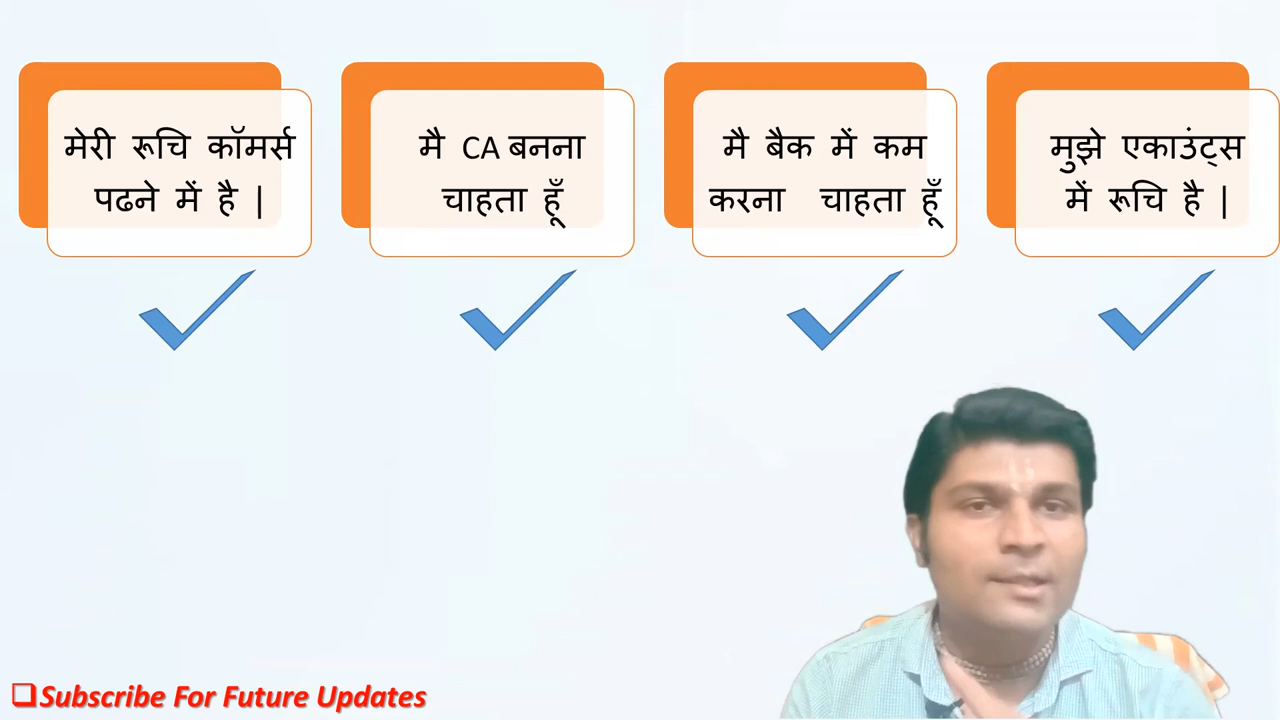 मेरी रूचि कॉमर्स
पढने में है |
मै CA बनना
चाहता हूँ
मै बैक में कम
करना चाहता हूँ
मुझे एकाउंट्स
में रूचि है |
Subscribe For Future Updates